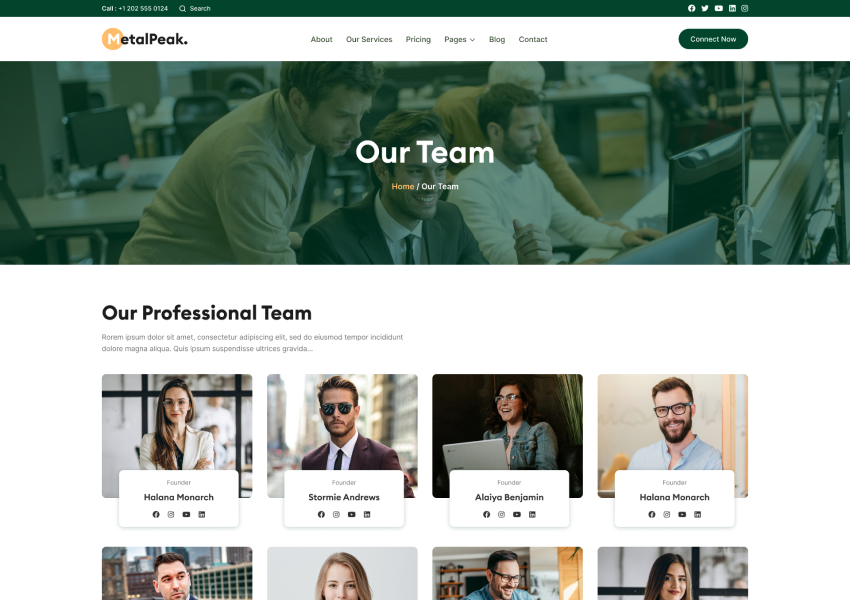 Call : +1 202 555 0124 Search
MetalPeak.
About Our Services Pricing Pages Blog Contact
Connect Now
Our Team
Home / Our Team
Our Professional Team
Rorem ipsum dolor sit amet, consectetur adipiscing elit, sed do eiusmod tempor incididunt
dolore magna aliqua. Quis ipsum suspendisse ultrices gravida...
Founder
Halana Monarch
Founder
Stormie Andrews
Founder
Alaiya Benjamin
Founder
Halana Monarch